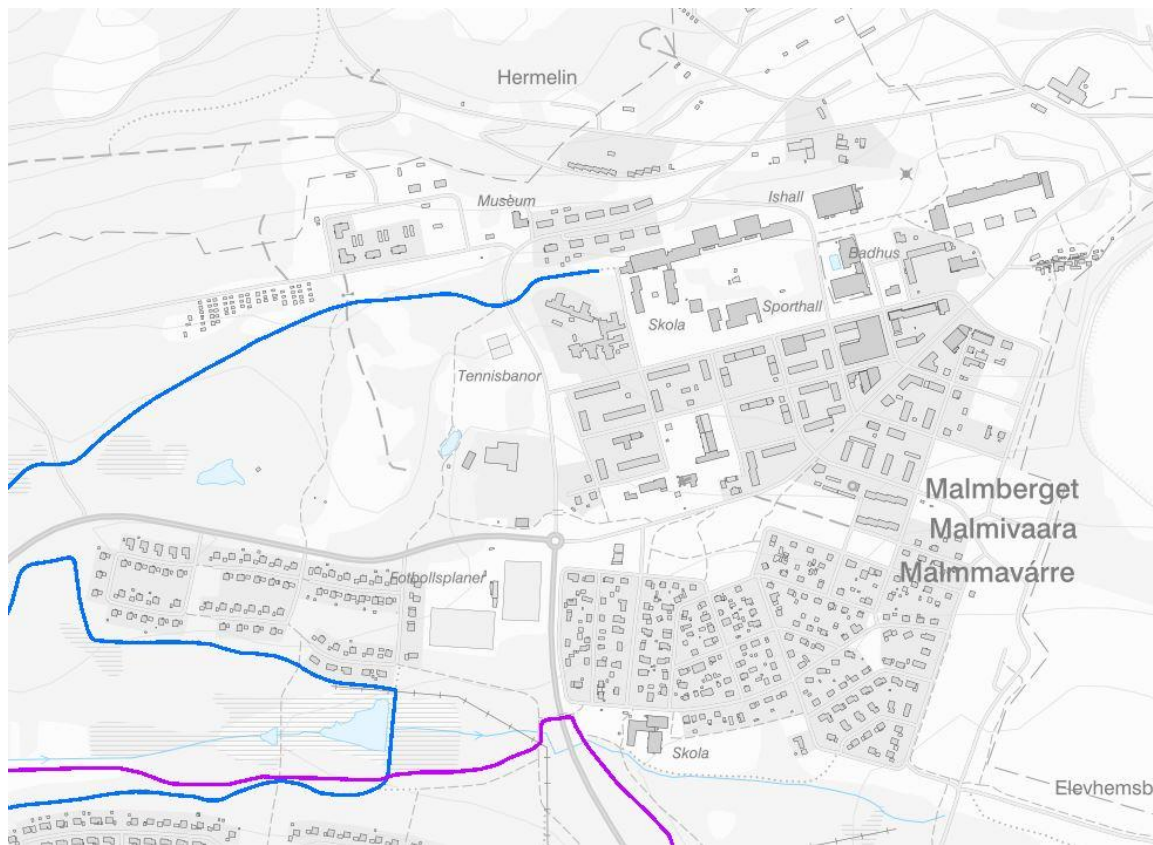 Hermelin
Museum
Ishall
Badhus
Sporthall
Skola
Tennisbanor
Malmberget
Malmivaara
Malmmavárre
Fotbollsplaner
Skola
Elevhemsb